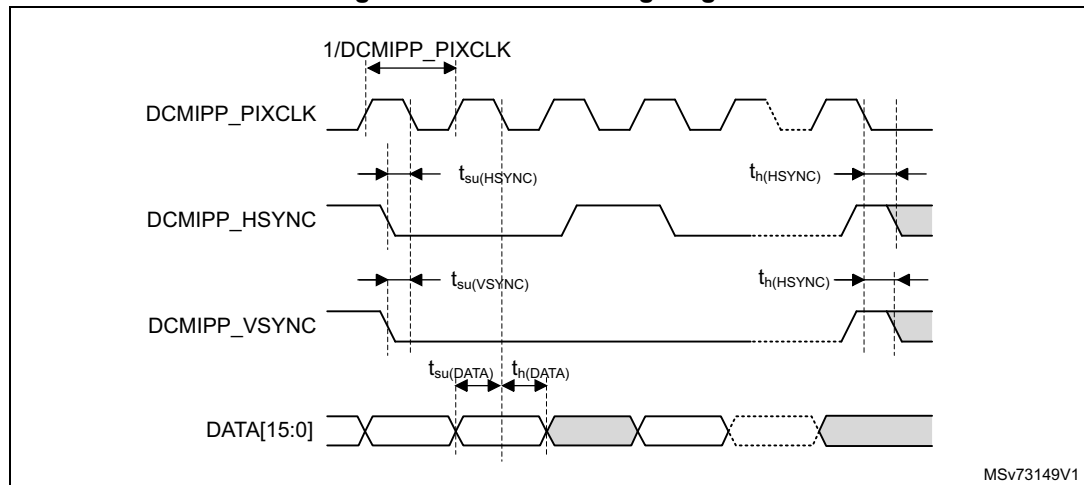 1/DCMIPP_PIXCLK
DCMIPP_PIXCLK
tsu(HSYNC)
th(HSYNC)
DCMIPP_HSYNC
tsu(VSYNC)
th(HSYNC)
DCMIPP_VSYNC
tsu(DATA) th(DATA)
DATA[15:0]
MSv73149V1